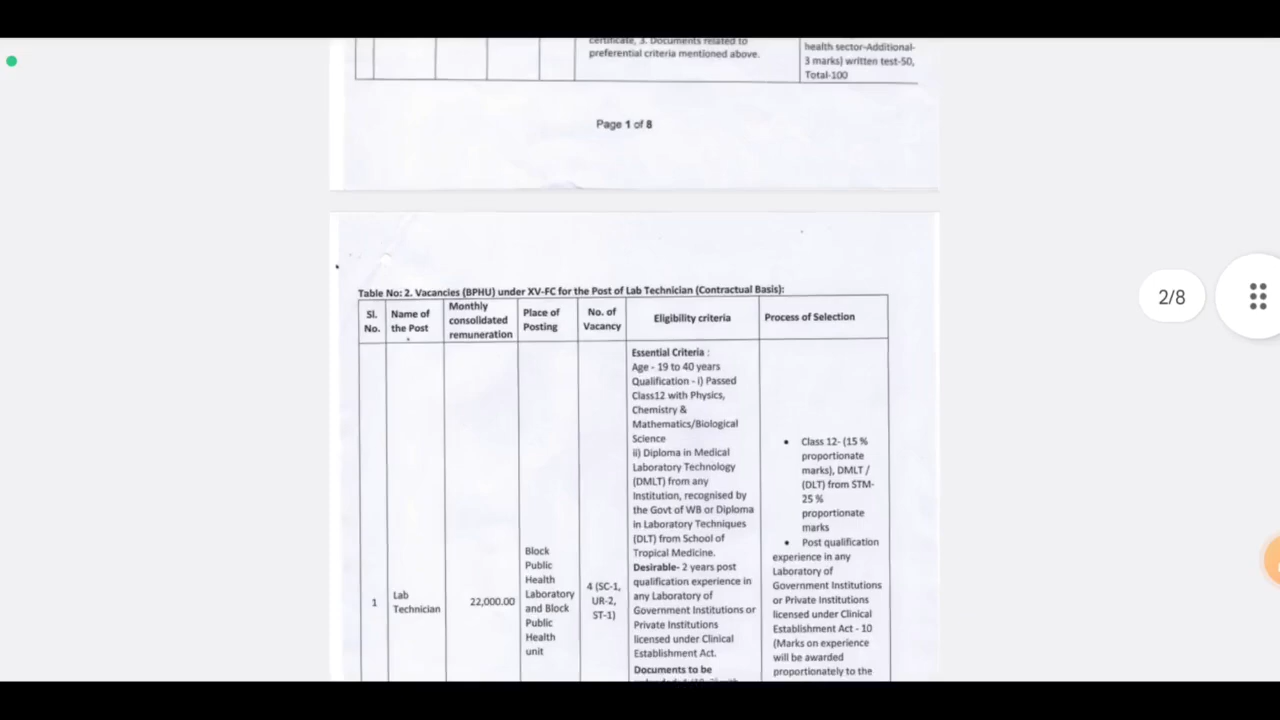 certificate, 3. Documents related to
preferential criteria mentioned above.
health sector-Additional-
3 marks) written test-50,
Total-100
Page 1 of 8
2/8
Table No: 2. Vacancies (BPHU) under XV-FC for the Post of Lab Technician (Contractual Basis):
Sl.
No.
Name of
the Post
Monthly
consolidated
remuneration
Place of
Posting
No. of
Vacancy
Eligibility criteria
Process of Selection
1
Lab
Technician
22,000.00
Block
Public
Health
Laboratory
and Block
Public
Health
unit
4 (SC-1,
UR-2,
ST-1)
Essential Criteria :
Age - 19 to 40 years
Qualification - i) Passed
Class12 with Physics,
Chemistry &
Mathematics/Biological
Science
ii) Diploma in Medical
Laboratory Technology
(DMLT) from any
Institution, recognised by
the Govt of WB or Diploma
in Laboratory Techniques
(DLT) from School of
Tropical Medicine.
Desirable- 2 years post
qualification experience in
any Laboratory of
Government Institutions or
Private Institutions
licensed under Clinical
Establishment Act.
Documents to be
• Class 12- (15 %
proportionate
marks), DMLT /
(DLT) from STM-
25 %
proportionate
marks
• Post qualification
experience in any
Laboratory of
Government Institutions
or Private Institutions
licensed under Clinical
Establishment Act - 10
(Marks on experience
will be awarded
proportionately to the